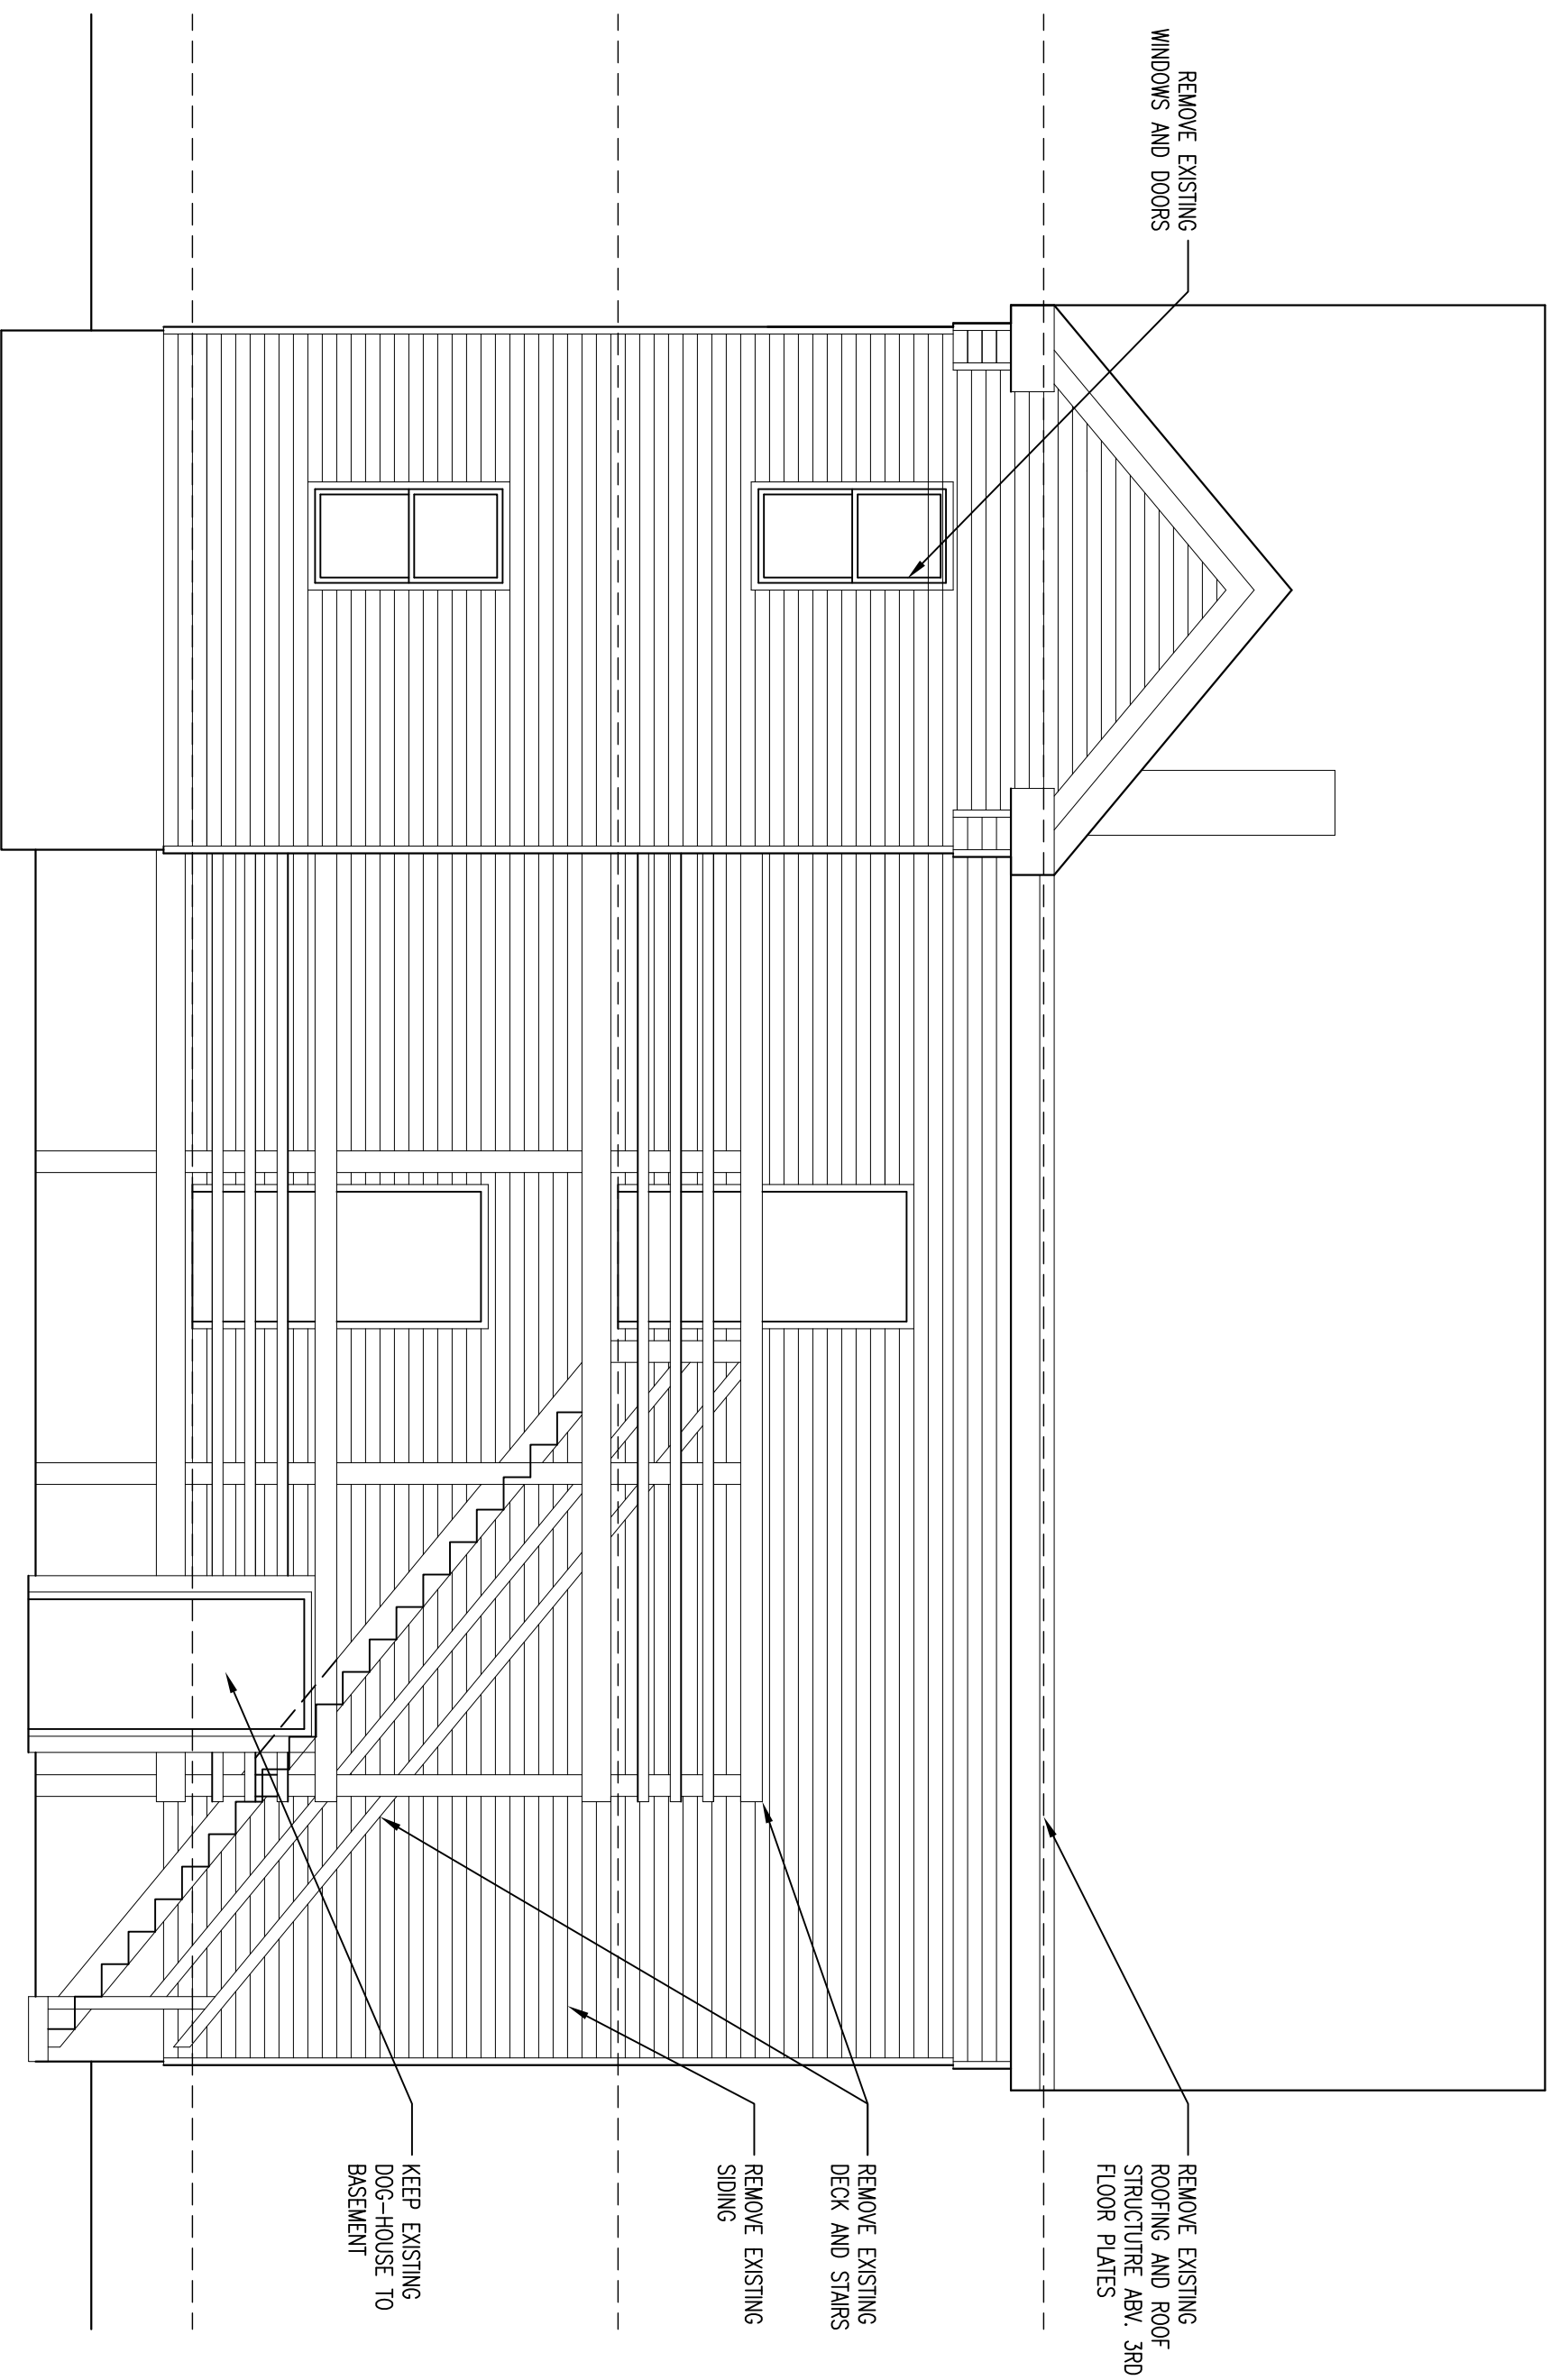 REMOVE EXISTING
WINDOWS AND DOORS
REMOVE EXISTING
ROOFING AND ROOF
STRUCTUTRE ABV. 3RD
FLOOR PLATES
REMOVE EXISTING
DECK AND STAIRS
REMOVE EXISTING
SIDING
KEEP EXISTING
DOG-HOUSE TO
BASEMENT